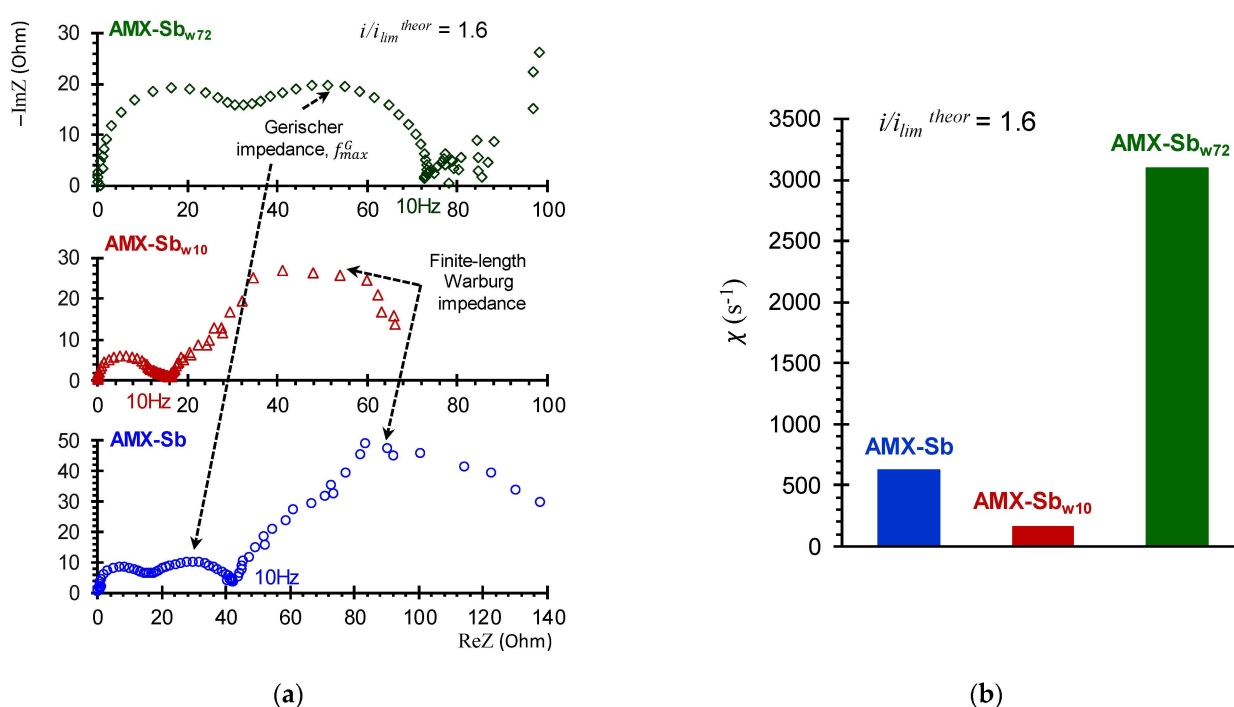 30
AMX-Sbw72
i/ilim theor = 1.6
−ImZ (Ohm)
20
Gerischer
impedance, f G max
10
10Hz
0
0 20 40 60 80 100
AMX-Sbw10
30
Finite-length
Warburg
impedance
20
10
0
10Hz
0 20 40 60 80 100
AMX-Sb
50
40
30
20
10
10Hz
0
0 20 40 60 80 100 120 140
ReZ (Ohm)
(a)
i/ilim theor = 1.6
χ (s-1)
3500
3000
2500
2000
1500
1000
500
0
AMX-Sb
AMX-Sbw10
AMX-Sbw72
(b)